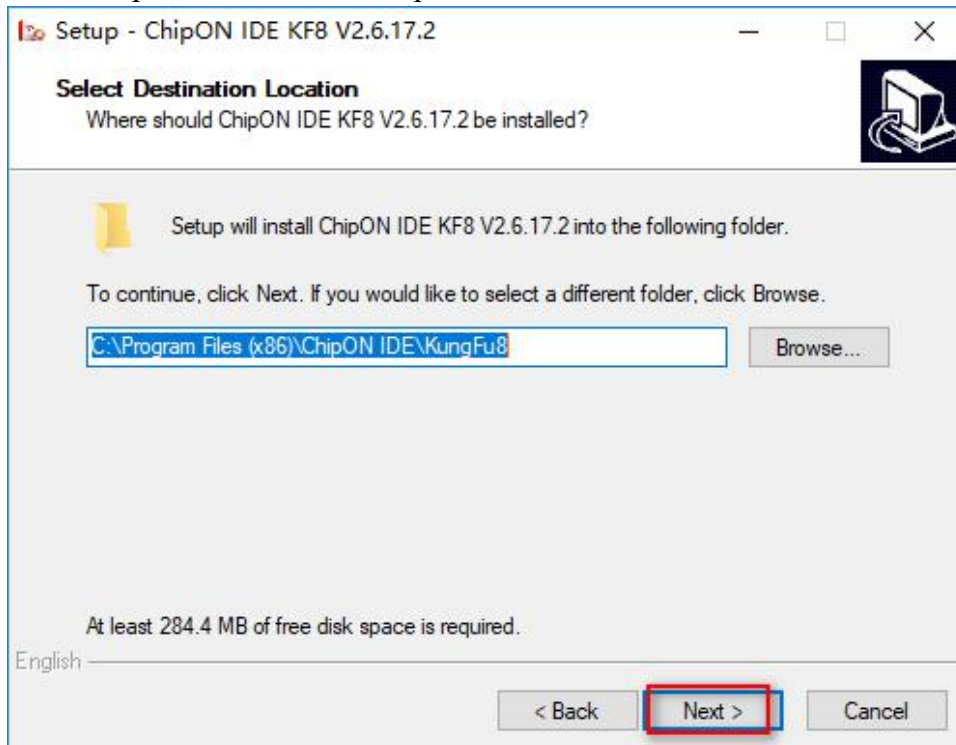 Setup - ChipON IDE KF8 V2.6.17.2
Select Destination Location
Where should ChipON IDE KF8 V2.6.17.2 be installed?
Setup will install ChipON IDE KF8 V2.6.17.2 into the following folder.
To continue, click Next. If you would like to select a different folder, click Browse.
C:\Program Files (x86)\ChipON IDE\KungFu8
Browse...
At least 284.4 MB of free disk space is required.
English
< Back
Next >
Cancel